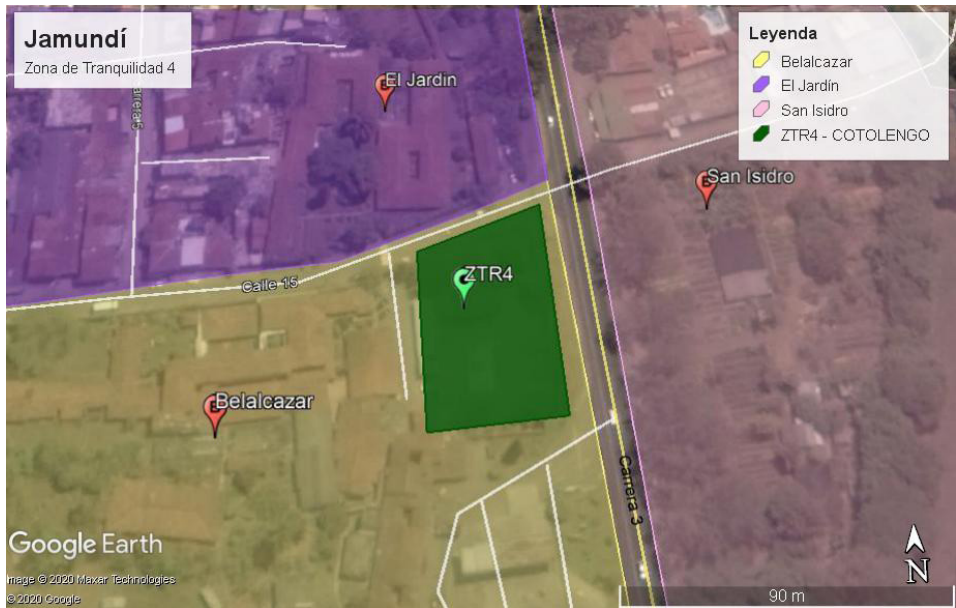 Jamundí
Zona de Tranquilidad 4
Leyenda
Belalcazar
El Jardín
San Isidro
ZTR4 - COTOLENGO
El Jardin
San Isidro
ZTR4
Calle 15
Belalcazar
Carrera 3
Google Earth
Image © 2020 Maxar Technologies
© 2020 Google
90 m
N